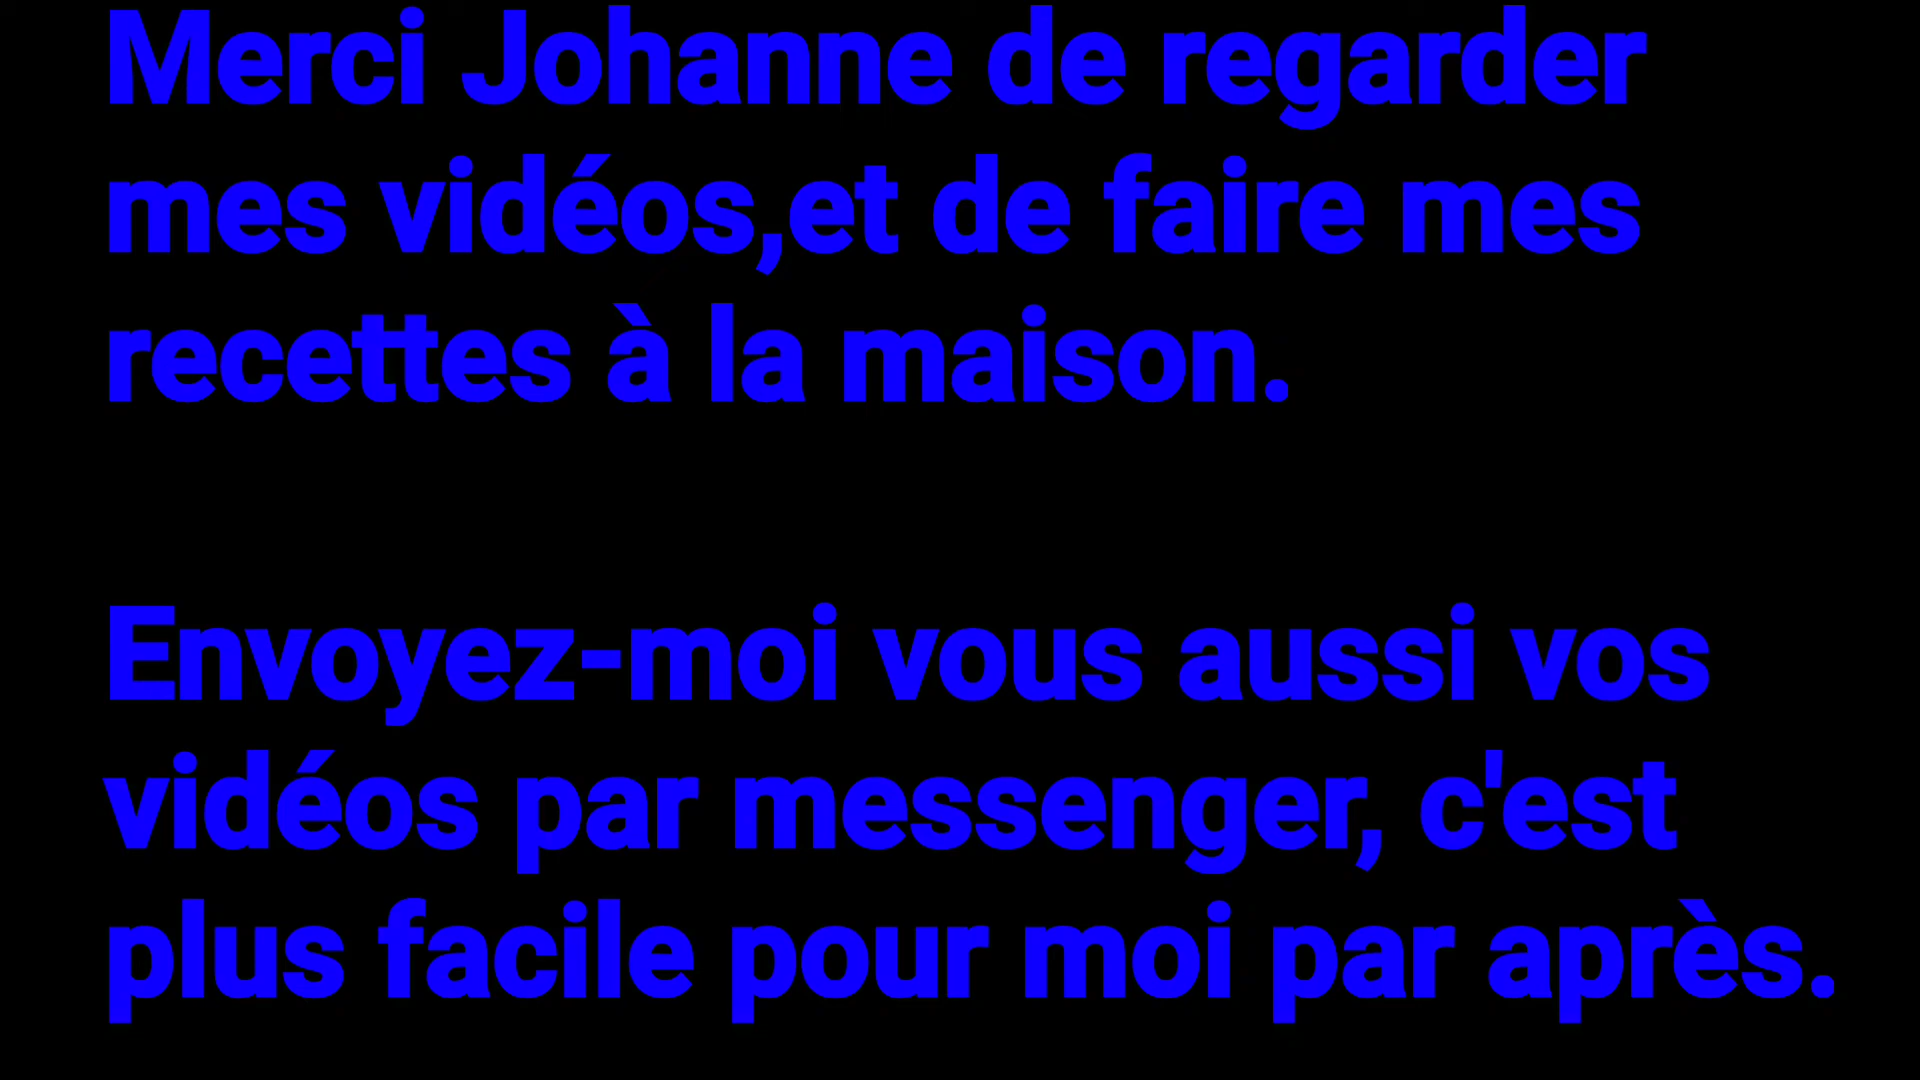 Merci Johanne de regarder
mes vidéos,et de faire mes
recettes à la maison.
Envoyez-moi vous aussi vos
vidéos par messenger, c'est
plus facile pour moi par après.